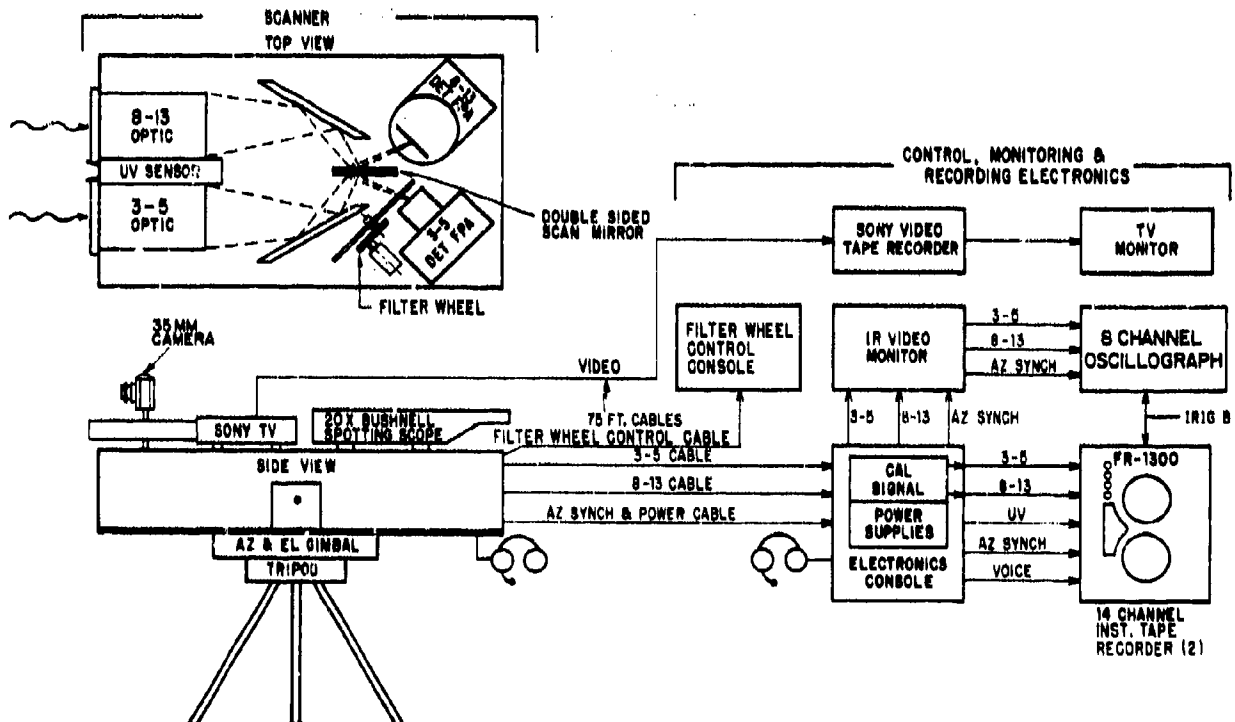 SCANNER
TOP VIEW
8-13
OPTIC
UV SENSOR
3-5
OPTIC
8-13
DET FPA
3-5
DET FPA
DOUBLE SIDED
SCAN MIRROR
FILTER WHEEL
CONTROL, MONITORING &
RECORDING ELECTRONICS
SONY VIDEO
TAPE RECORDER
TV
MONITOR
35 MM
CAMERA
FILTER WHEEL
CONTROL
CONSOLE
IR VIDEO
MONITOR
3-5
8-13
AZ SYNCH
8 CHANNEL
OSCILLOGRAPH
VIDEO
75 FT. CABLES
SONY TV
20 X BUSHNELL
SPOTTING SCOPE
FILTER WHEEL CONTROL CABLE
3-5
8-13
AZ SYNCH
IRIG B
SIDE VIEW
3-5 CABLE
8-13 CABLE
AZ SYNCH & POWER CABLE
CAL
SIGNAL
POWER
SUPPLIES
ELECTRONICS
CONSOLE
3-5
8-13
UV
AZ SYNCH
VOICE
FR-1300
AZ & EL GIMBAL
TRIPOD
14 CHANNEL
INST. TAPE
RECORDER (2)